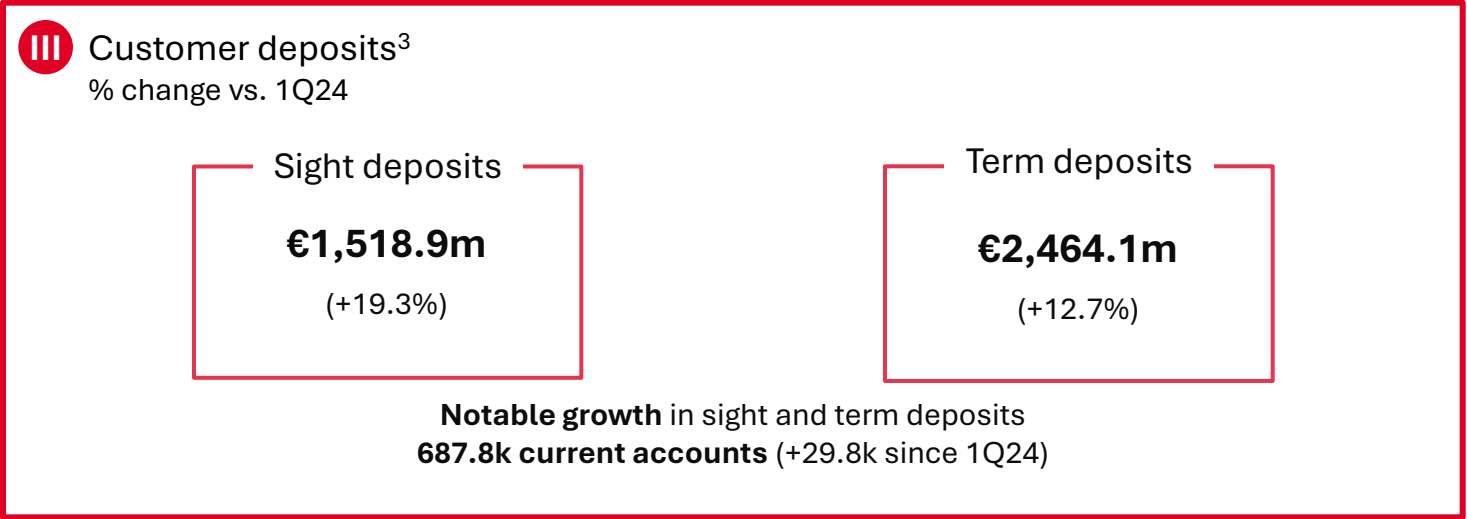 III Customer deposits³
% change vs. 1Q24
Sight deposits
€1,518.9m
(+19.3%)
Term deposits
€2,464.1m
(+12.7%)
Notable growth in sight and term deposits
687.8k current accounts (+29.8k since 1Q24)